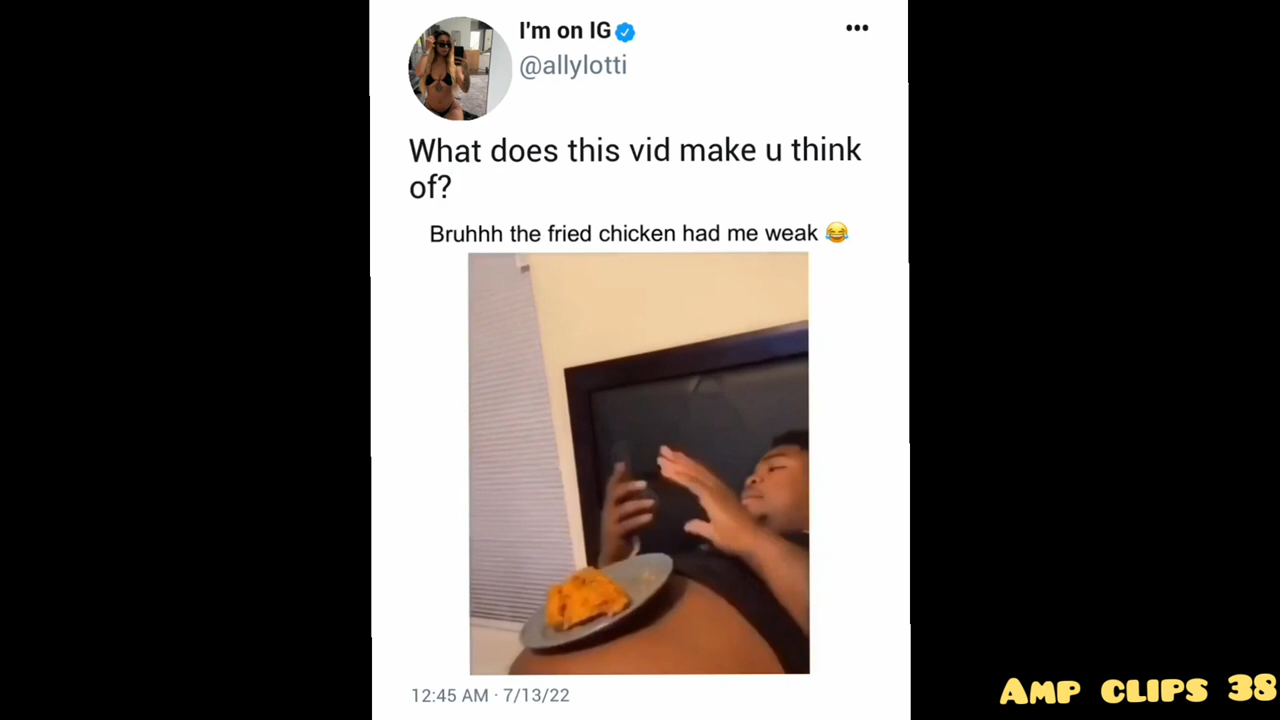 I'm on IG
@allylotti
What does this vid make u think
of?
Bruhhh the fried chicken had me weak 😂
12:45 AM · 7/13/22
AMP CLIPS 38